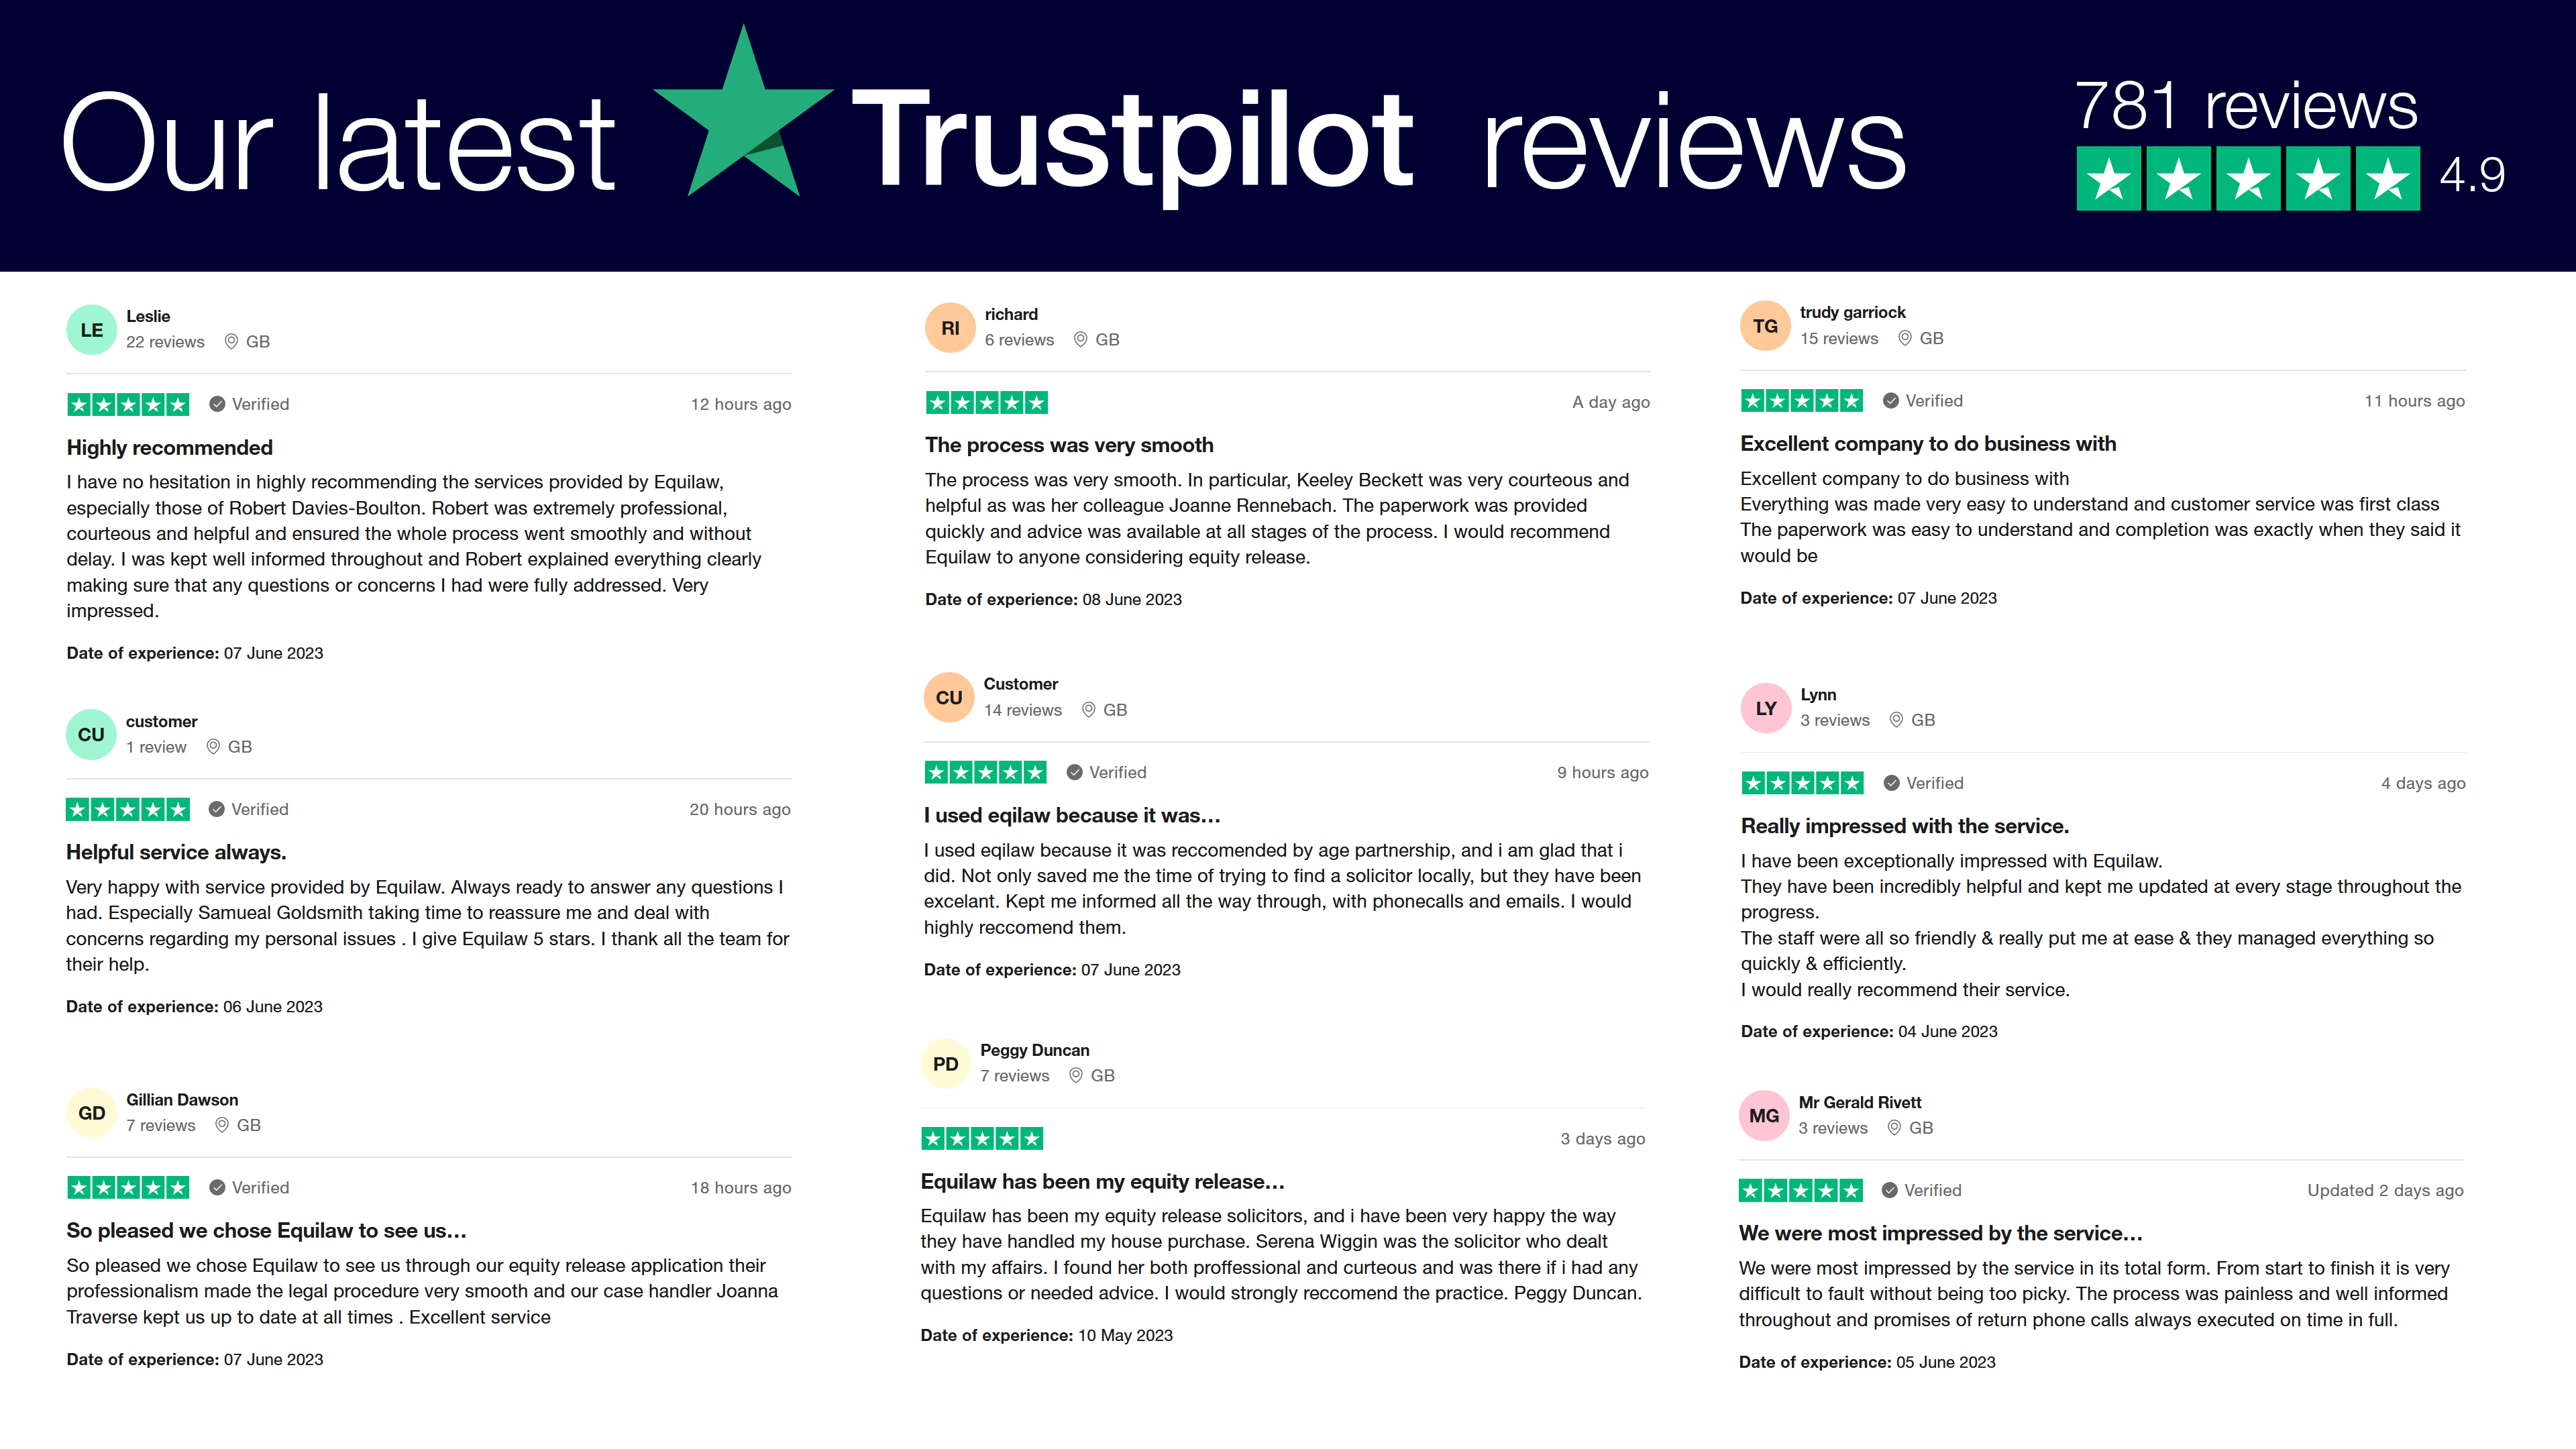 Our latest Trustpilot reviews
781 reviews
4.9
LE
Leslie
22 reviews GB
Verified 12 hours ago
Highly recommended
I have no hesitation in highly recommending the services provided by Equilaw,
especially those of Robert Davies-Boulton. Robert was extremely professional,
courteous and helpful and ensured the whole process went smoothly and without
delay. I was kept well informed throughout and Robert explained everything clearly
making sure that any questions or concerns I had were fully addressed. Very
impressed.
Date of experience: 07 June 2023
CU
customer
1 review GB
Verified 20 hours ago
Helpful service always.
Very happy with service provided by Equilaw. Always ready to answer any questions I
had. Especially Samueal Goldsmith taking time to reassure me and deal with
concerns regarding my personal issues . I give Equilaw 5 stars. I thank all the team for
their help.
Date of experience: 06 June 2023
GD
Gillian Dawson
7 reviews GB
Verified 18 hours ago
So pleased we chose Equilaw to see us…
So pleased we chose Equilaw to see us through our equity release application their
professionalism made the legal procedure very smooth and our case handler Joanna
Traverse kept us up to date at all times . Excellent service
Date of experience: 07 June 2023
RI
richard
6 reviews GB
A day ago
The process was very smooth
The process was very smooth. In particular, Keeley Beckett was very courteous and
helpful as was her colleague Joanne Rennebach. The paperwork was provided
quickly and advice was available at all stages of the process. I would recommend
Equilaw to anyone considering equity release.
Date of experience: 08 June 2023
CU
Customer
14 reviews GB
Verified 9 hours ago
I used eqilaw because it was…
I used eqilaw because it was reccomended by age partnership, and i am glad that i
did. Not only saved me the time of trying to find a solicitor locally, but they have been
excelant. Kept me informed all the way through, with phonecalls and emails. I would
highly reccomend them.
Date of experience: 07 June 2023
PD
Peggy Duncan
7 reviews GB
3 days ago
Equilaw has been my equity release…
Equilaw has been my equity release solicitors, and i have been very happy the way
they have handled my house purchase. Serena Wiggin was the solicitor who dealt
with my affairs. I found her both proffessional and curteous and was there if i had any
questions or needed advice. I would strongly reccomend the practice. Peggy Duncan.
Date of experience: 10 May 2023
TG
trudy garriock
15 reviews GB
Verified 11 hours ago
Excellent company to do business with
Excellent company to do business with
Everything was made very easy to understand and customer service was first class
The paperwork was easy to understand and completion was exactly when they said it
would be
Date of experience: 07 June 2023
LY
Lynn
3 reviews GB
Verified 4 days ago
Really impressed with the service.
I have been exceptionally impressed with Equilaw.
They have been incredibly helpful and kept me updated at every stage throughout the
progress.
The staff were all so friendly & really put me at ease & they managed everything so
quickly & efficiently.
I would really recommend their service.
Date of experience: 04 June 2023
MG
Mr Gerald Rivett
3 reviews GB
Verified Updated 2 days ago
We were most impressed by the service…
We were most impressed by the service in its total form. From start to finish it is very
difficult to fault without being too picky. The process was painless and well informed
throughout and promises of return phone calls always executed on time in full.
Date of experience: 05 June 2023